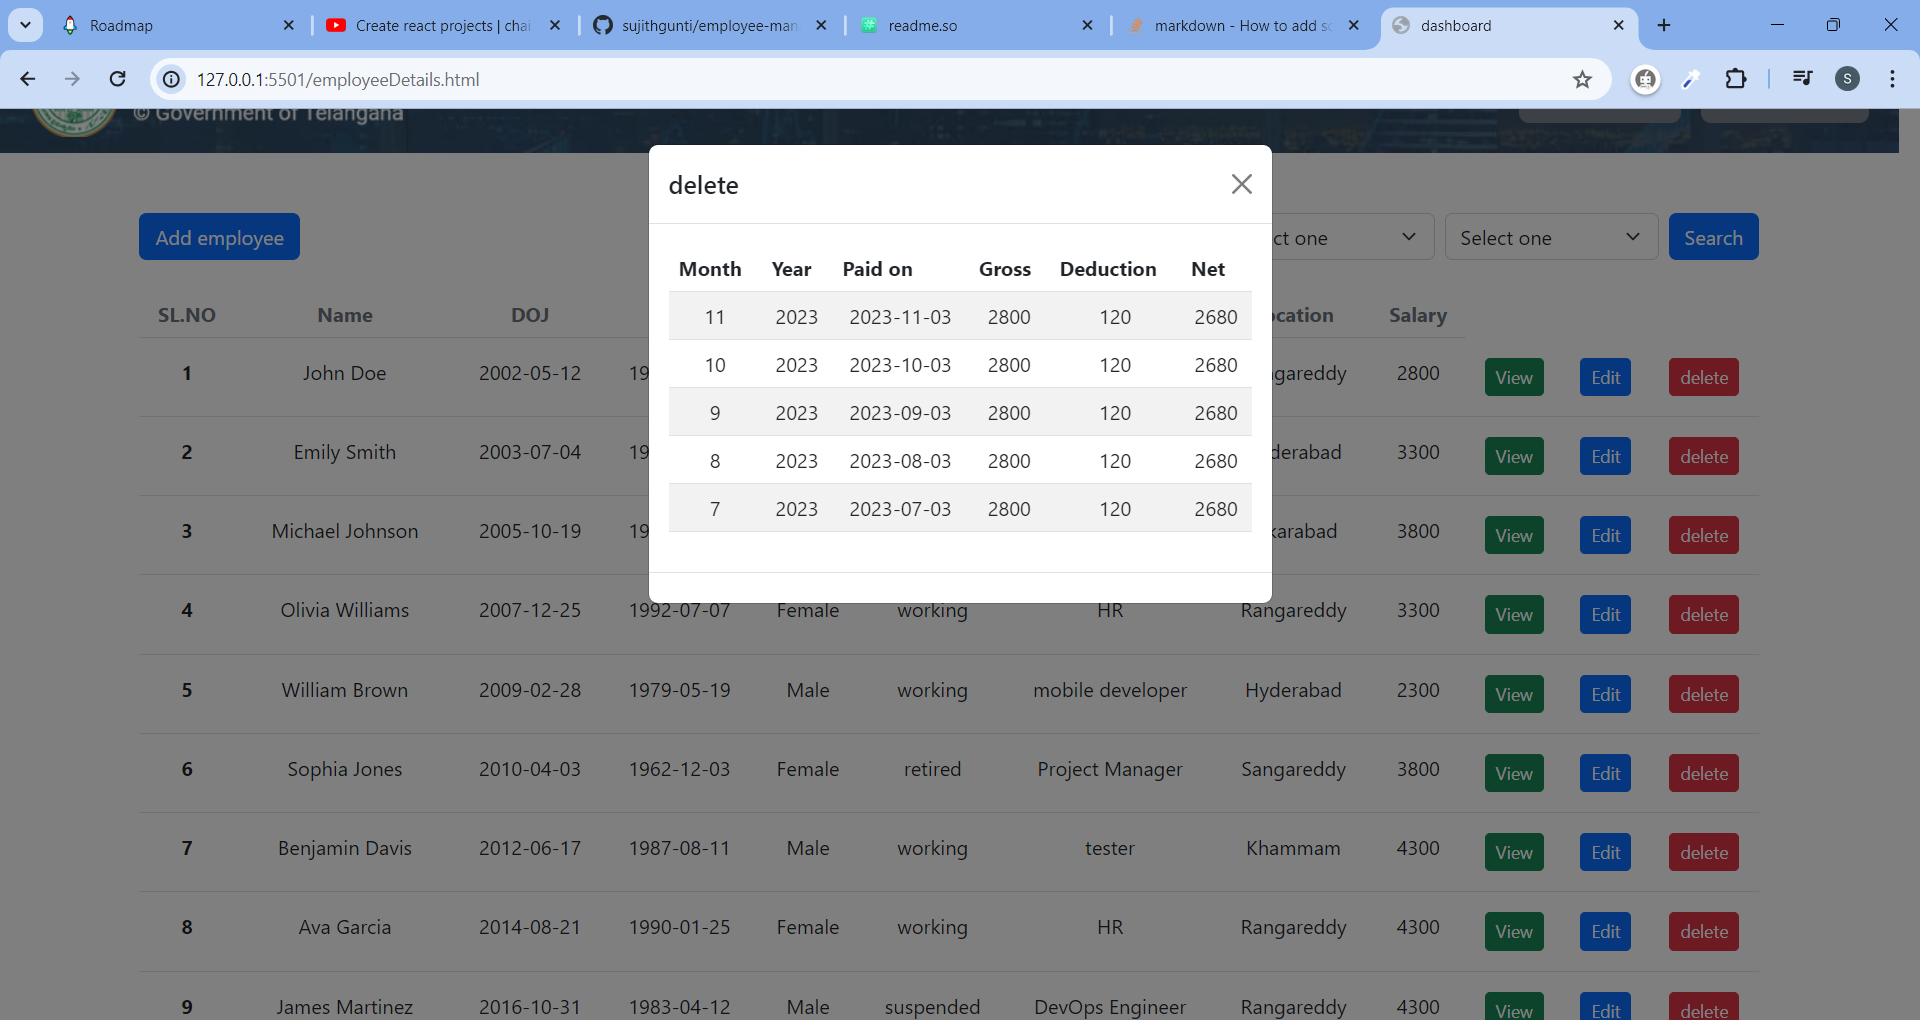 Roadmap
Create react projects | chai
sujithgunti/employee-man
readme.so
markdown - How to add sc
dashboard
127.0.0.1:5501/employeeDetails.html
S
© Government of Telangana
delete
Month Year Paid on Gross Deduction Net
11 2023 2023-11-03 2800 120 2680
10 2023 2023-10-03 2800 120 2680
9 2023 2023-09-03 2800 120 2680
8 2023 2023-08-03 2800 120 2680
7 2023 2023-07-03 2800 120 2680
Add employee ct one Select one Search
SL.NO Name DOJ cation Salary
1 John Doe 2002-05-12 19 gareddy 2800 View Edit delete
2 Emily Smith 2003-07-04 19 derabad 3300 View Edit delete
3 Michael Johnson 2005-10-19 19 karabad 3800 View Edit delete
4 Olivia Williams 2007-12-25 1992-07-07 Female working HR Rangareddy 3300 View Edit delete
5 William Brown 2009-02-28 1979-05-19 Male working mobile developer Hyderabad 2300 View Edit delete
6 Sophia Jones 2010-04-03 1962-12-03 Female retired Project Manager Sangareddy 3800 View Edit delete
7 Benjamin Davis 2012-06-17 1987-08-11 Male working tester Khammam 4300 View Edit delete
8 Ava Garcia 2014-08-21 1990-01-25 Female working HR Rangareddy 4300 View Edit delete
9 James Martinez 2016-10-31 1983-04-12 Male suspended DevOps Engineer Rangareddy 4300 View Edit delete